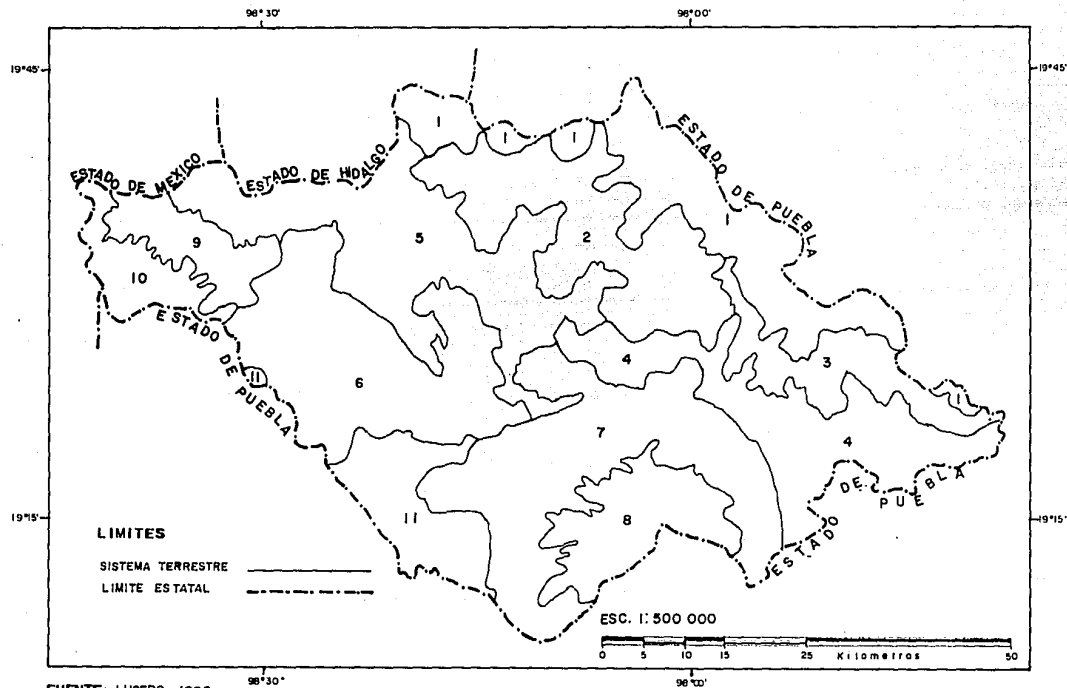 98°30'
98°00'
19°45'
19°45'
ESTADO DE MEXICO
ESTADO DE HIDALGO
ESTADO DE PUEBLA
1
1
1
1
5
2
9
10
ESTADO DE PUEBLA
11
6
4
3
1
7
4
8
11
ESTADO DE PUEBLA
19°15'
LIMITES
SISTEMA TERRESTRE
LIMITE ESTATAL
ESC. 1:500 000
0 5 10 15 25 50
Kilometros
98°30'
98°00'